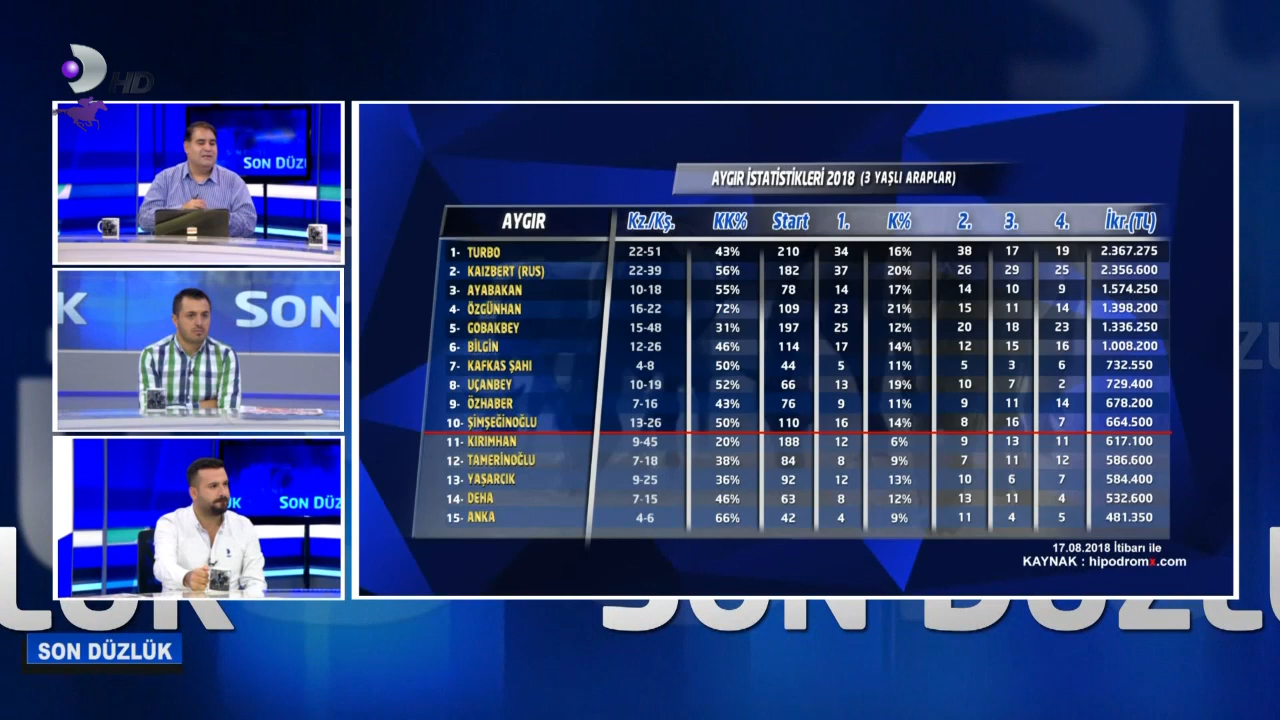 HD
SON DÜZ
K
SON
K
SON DÜZ
AYGIR İSTATİSTİKLERİ 2018 (3 YAŞLI ARAPLAR)
AYGIR Kz./Kş. KK% Start 1. K% 2. 3. 4. İkr.(TL)
1- TURBO 22-51 43% 210 34 16% 38 17 19 2.367.275
2- KAIZBERT (RUS) 22-39 56% 182 37 20% 26 29 25 2.356.600
3- AYABAKAN 10-18 55% 78 14 17% 14 10 9 1.574.250
4- ÖZGÜNHAN 16-22 72% 109 23 21% 15 11 14 1.398.200
5- GOBAKBEY 15-48 31% 197 25 12% 20 18 23 1.336.250
6- BİLGİN 12-26 46% 114 17 14% 12 15 16 1.008.200
7- KAFKAS ŞAHI 4-8 50% 44 5 11% 5 3 6 732.550
8- UÇANBEY 10-19 52% 66 13 19% 10 7 2 729.400
9- ÖZHABER 7-16 43% 76 9 11% 9 11 14 678.200
10- ŞİMŞEĞİNOĞLU 13-26 50% 110 16 14% 8 16 7 664.500
11- KIRIMHAN 9-45 20% 188 12 6% 9 13 11 617.100
12- TAMERİNOĞLU 7-18 38% 84 8 9% 7 11 12 586.600
13- YAŞARCIK 9-25 36% 92 12 13% 10 6 7 584.400
14- DEHA 7-15 46% 63 8 12% 13 11 4 532.600
15- ANKA 4-6 66% 42 4 9% 11 4 5 481.350
17.08.2018 İtibarı ile
KAYNAK : hipodromx.com
LÜK SON DÜZLÜ
SON DÜZLÜK